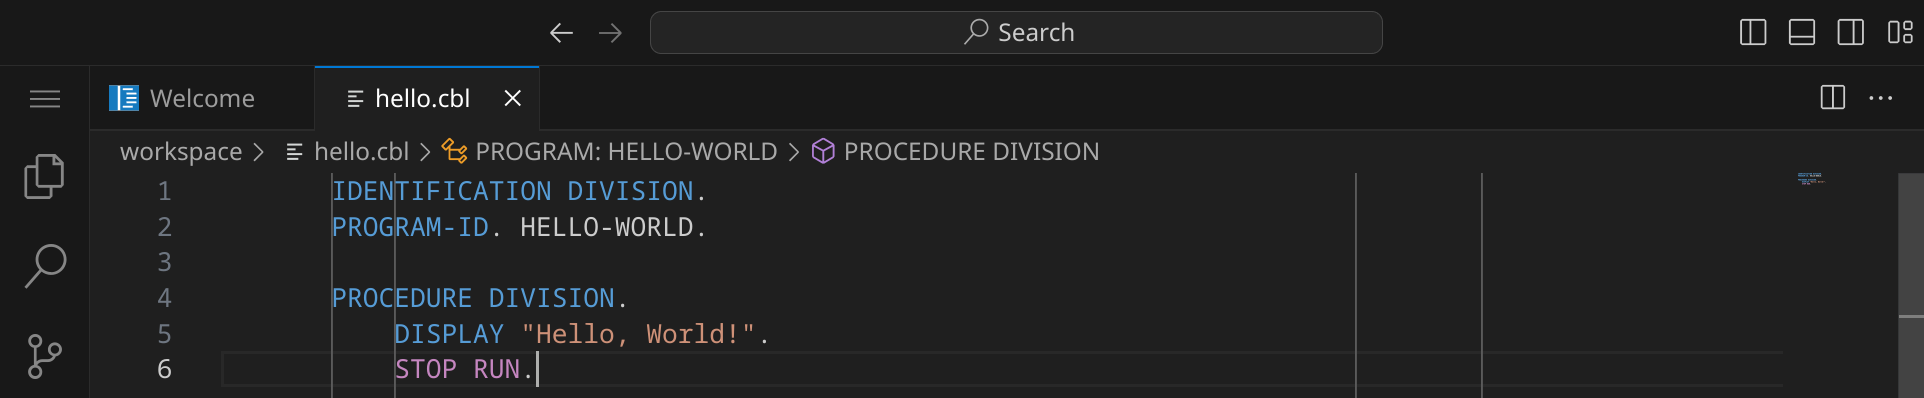 Search
Welcome
hello.cbl
workspace > hello.cbl > PROGRAM: HELLO-WORLD > PROCEDURE DIVISION
1 IDENTIFICATION DIVISION.
2 PROGRAM-ID. HELLO-WORLD.
3
4 PROCEDURE DIVISION.
5 DISPLAY "Hello, World!".
6 STOP RUN.